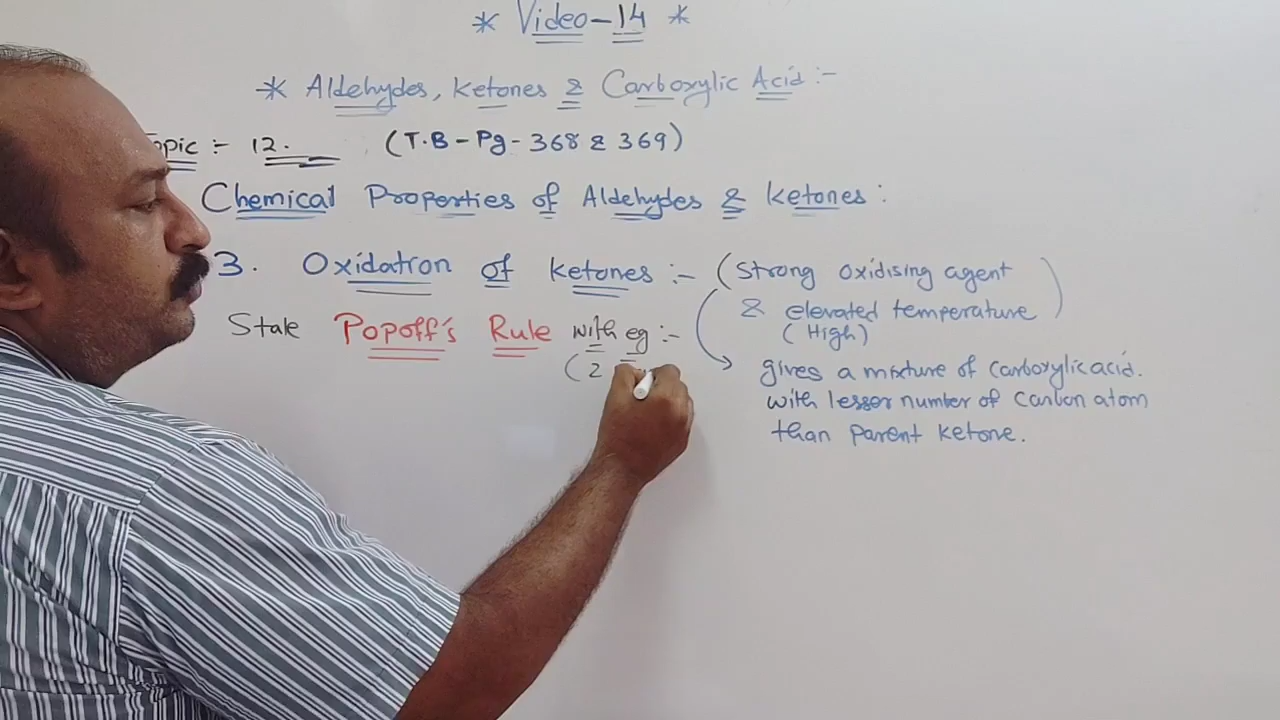 * Video-14 *
* Aldehydes, Ketones & Carboxylic Acid :-
opic :- 12. (T.B - Pg - 368 & 369)
Chemical Properties of Aldehydes & Ketones :
3. Oxidation of Ketones :- (Strong oxidising agent
& elevated temperature)
(High)
State Popoff's Rule with eg :-
(2
gives a mixture of Carboxylic acid.
with lesser number of Carbon atom
than parent Ketone.